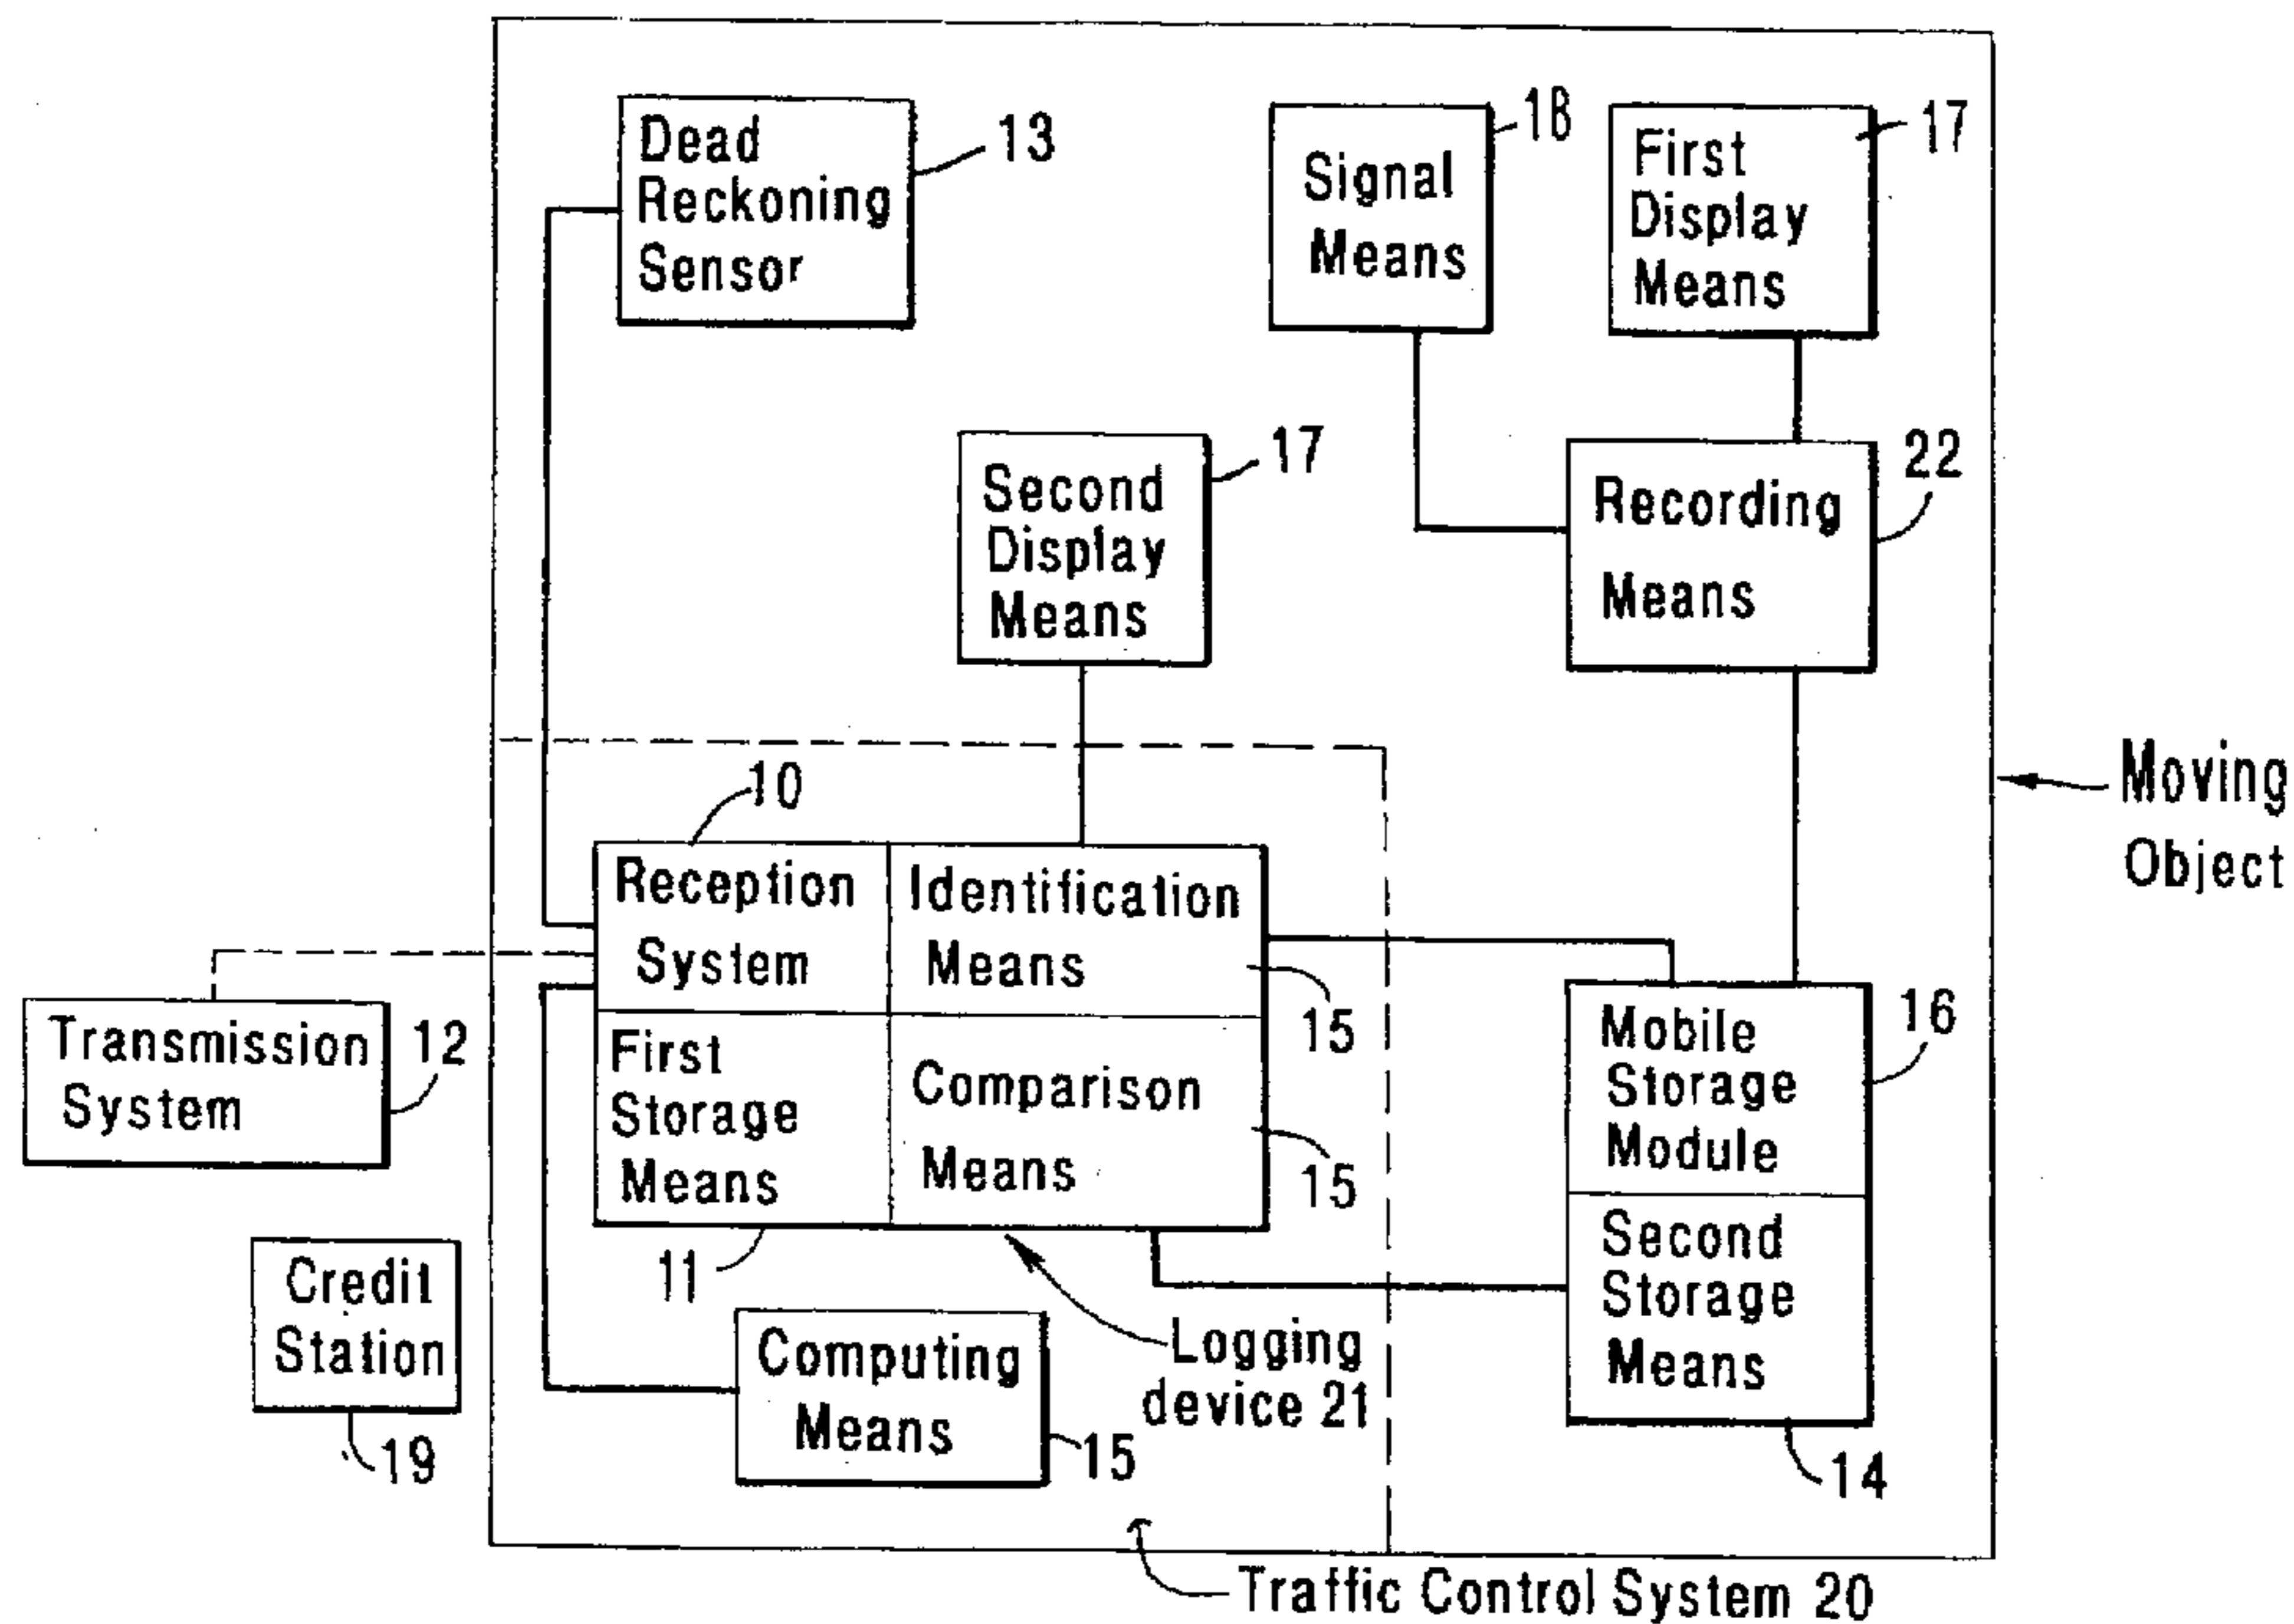 Dead
Reckoning
Sensor
13
Signal
Means
18
First
Display
Means
17
Second
Display
Means
17
Recording
Means
22
Moving
Object
10
Reception
System
Identification
Means
15
First
Storage
Means
11
Comparison
Means
15
Transmission
System
12
Mobile
Storage
Module
16
Second
Storage
Means
14
Credit
Station
19
Computing
Means
15
Logging
device 21
Traffic Control System 20